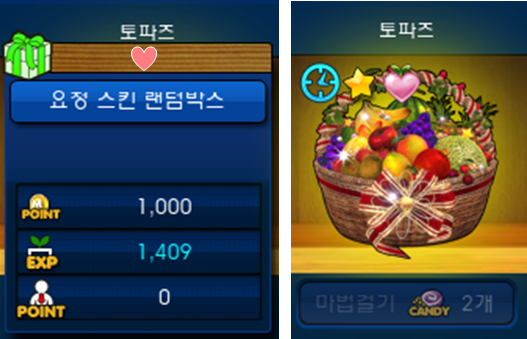 토파즈
요정 스킨 랜덤박스
POINT 1,000
EXP 1,409
POINT 0
토파즈
마법걸기 CANDY 2개